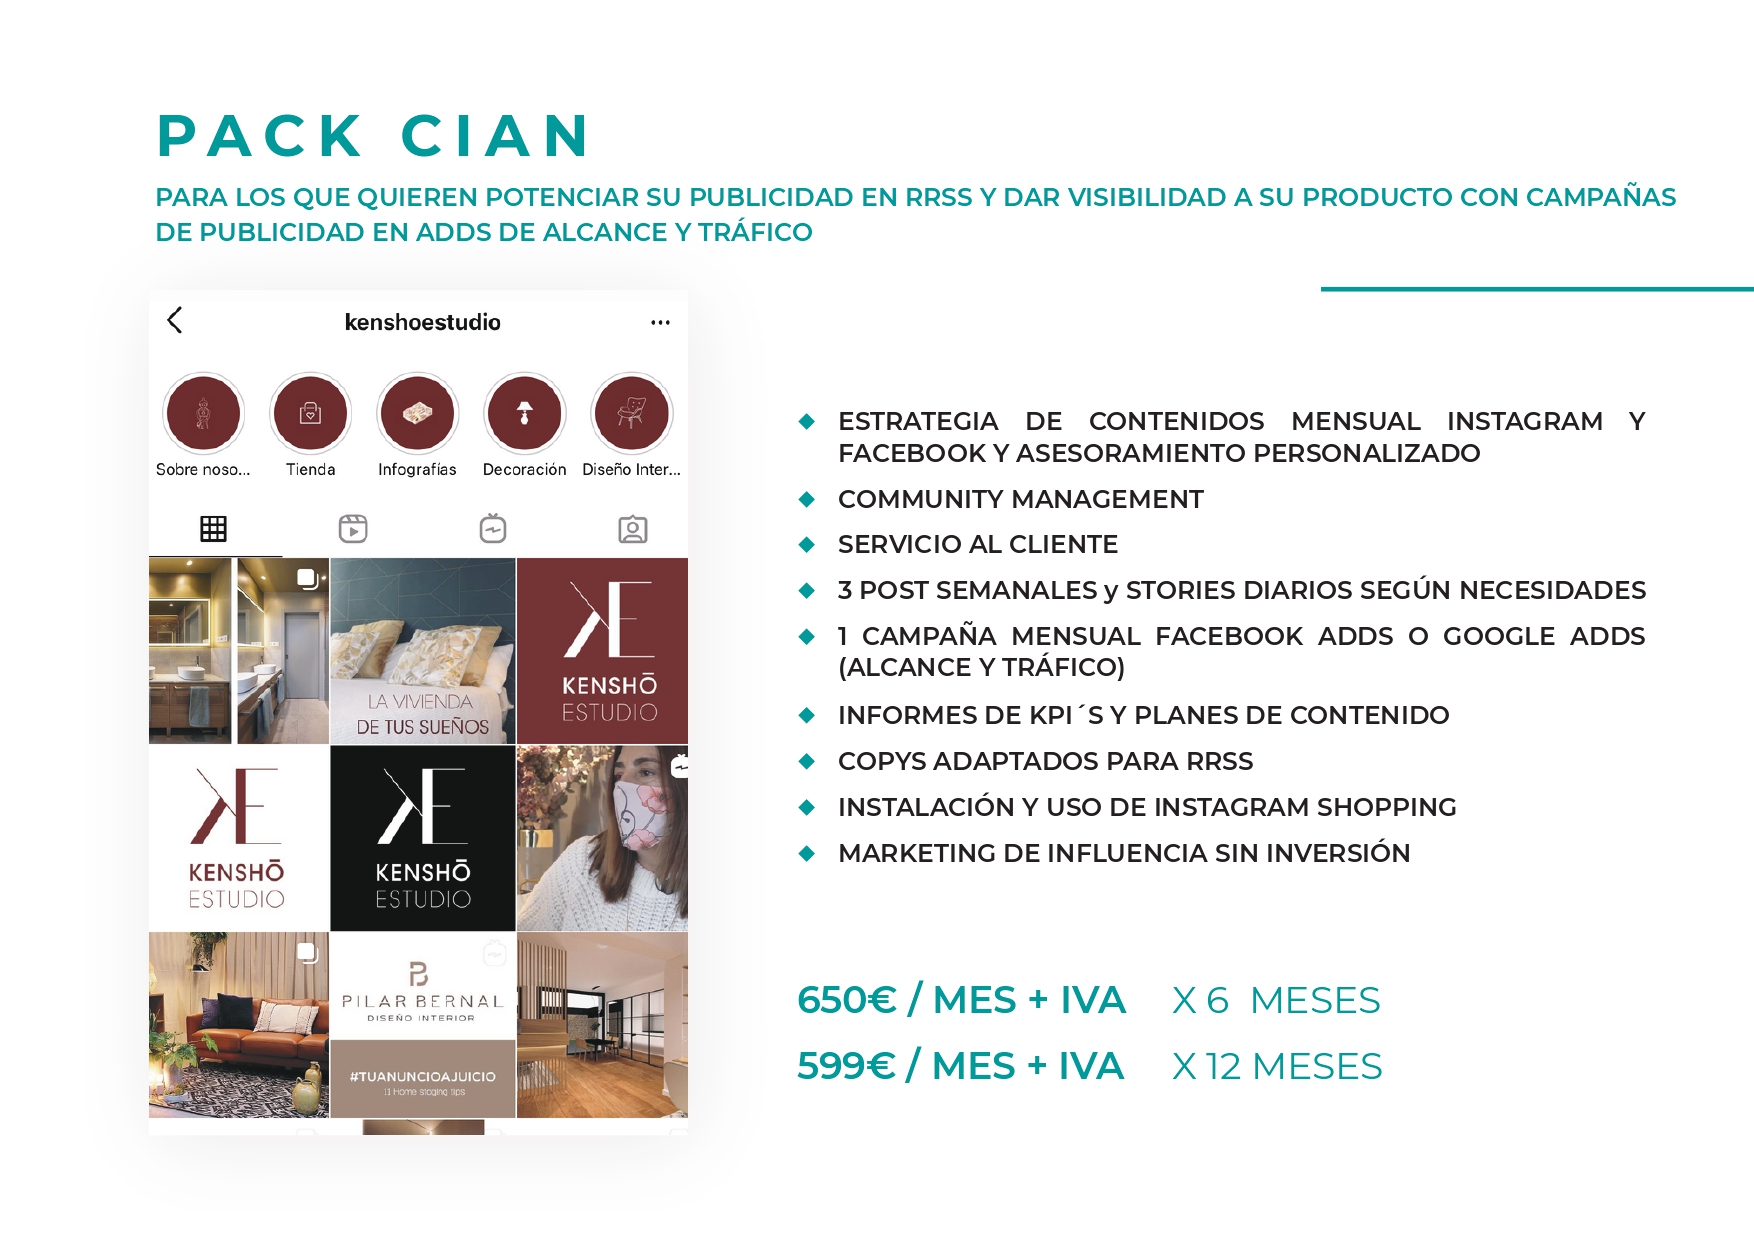 PACK CIAN
PARA LOS QUE QUIEREN POTENCIAR SU PUBLICIDAD EN RRSS Y DAR VISIBILIDAD A SU PRODUCTO CON CAMPAÑAS
DE PUBLICIDAD EN ADDS DE ALCANCE Y TRÁFICO
kenshoestudio
Sobre noso... Tienda Infografías Decoración Diseño Inter...
LA VIVIENDA
DE TUS SUEÑOS
KE
KENSHŌ
ESTUDIO
KE
KENSHŌ
ESTUDIO
KE
KENSHŌ
ESTUDIO
PB
PILAR BERNAL
DISEÑO INTERIOR
#TUANUNCIOAJUICIO
11 Home staging tips
ESTRATEGIA DE CONTENIDOS MENSUAL INSTAGRAM Y
FACEBOOK Y ASESORAMIENTO PERSONALIZADO
COMMUNITY MANAGEMENT
SERVICIO AL CLIENTE
3 POST SEMANALES y STORIES DIARIOS SEGÚN NECESIDADES
1 CAMPAÑA MENSUAL FACEBOOK ADDS O GOOGLE ADDS
(ALCANCE Y TRÁFICO)
INFORMES DE KPI´S Y PLANES DE CONTENIDO
COPYS ADAPTADOS PARA RRSS
INSTALACIÓN Y USO DE INSTAGRAM SHOPPING
MARKETING DE INFLUENCIA SIN INVERSIÓN
650€ / MES + IVA X 6 MESES
599€ / MES + IVA X 12 MESES